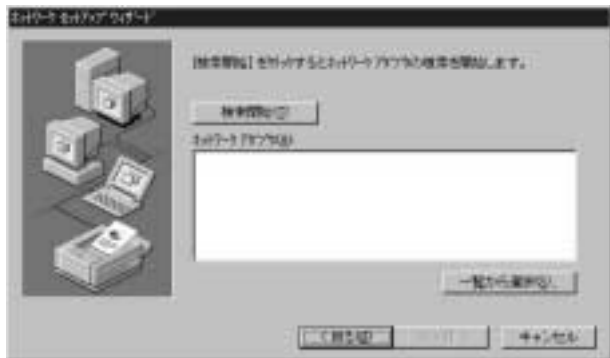 ネットワーク セットアップ ウィザード
[検索開始] をクリックするとネットワーク アダプタの検索を開始します。
検索開始
ネットワーク アダプタ(A):
一覧から選択
< 戻る(B)
キャンセル